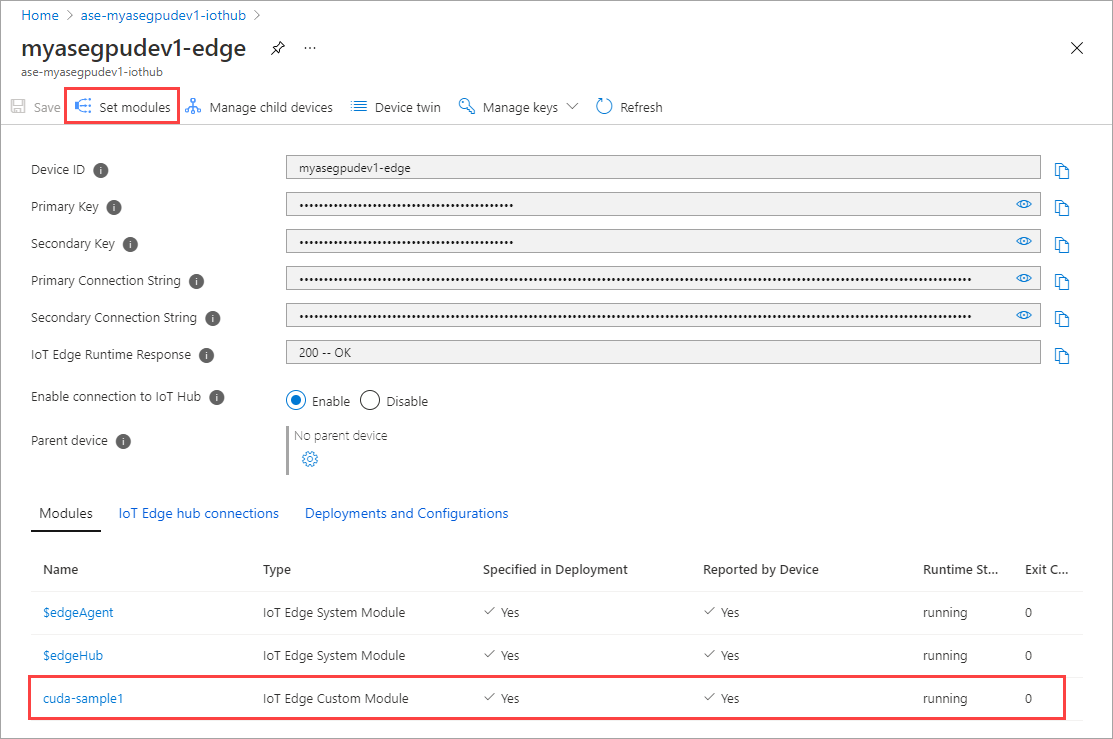 Home > ase-myasegpudev1-iothub >
myasegpudev1-edge ...
ase-myasegpudev1-iothub
Save Set modules Manage child devices Device twin Manage keys Refresh
Device ID myasegpudev1-edge
Primary Key ••••••••••••••••••••••••••••••••••••••••••••
Secondary Key ••••••••••••••••••••••••••••••••••••••••••••
Primary Connection String
Secondary Connection String
IoT Edge Runtime Response 200 -- OK
Enable connection to IoT Hub Enable Disable
Parent device No parent device
Modules IoT Edge hub connections Deployments and Configurations
Name Type Specified in Deployment Reported by Device Runtime St... Exit C...
$edgeAgent IoT Edge System Module Yes Yes running 0
$edgeHub IoT Edge System Module Yes Yes running 0
cuda-sample1 IoT Edge Custom Module Yes Yes running 0